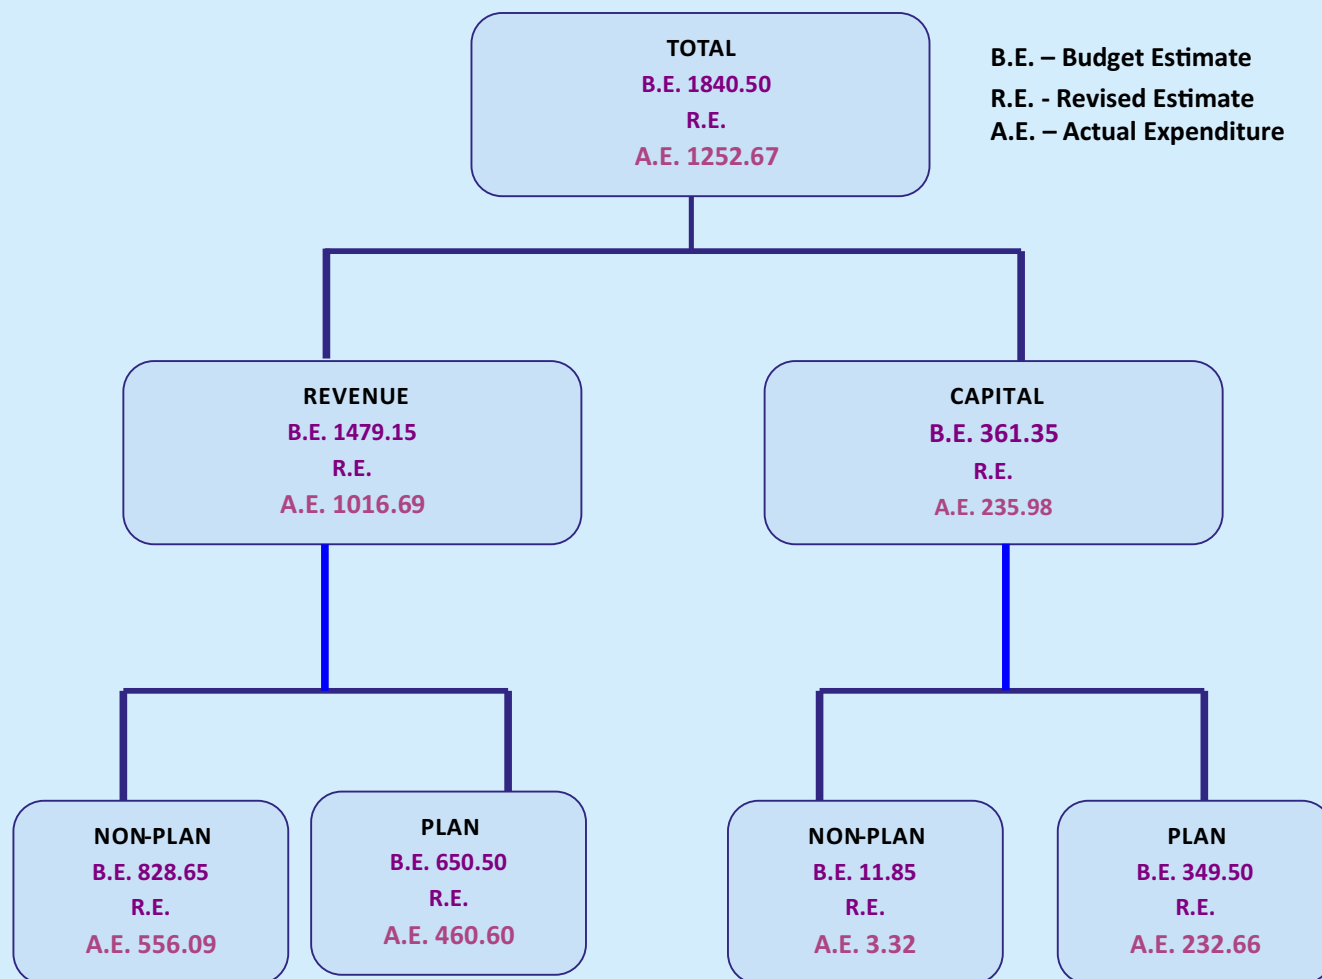 TOTAL
B.E. 1840.50
R.E.
A.E. 1252.67
B.E. – Budget Estimate
R.E. - Revised Estimate
A.E. – Actual Expenditure
REVENUE
B.E. 1479.15
R.E.
A.E. 1016.69
CAPITAL
B.E. 361.35
R.E.
A.E. 235.98
NON-PLAN
B.E. 828.65
R.E.
A.E. 556.09
PLAN
B.E. 650.50
R.E.
A.E. 460.60
NON-PLAN
B.E. 11.85
R.E.
A.E. 3.32
PLAN
B.E. 349.50
R.E.
A.E. 232.66